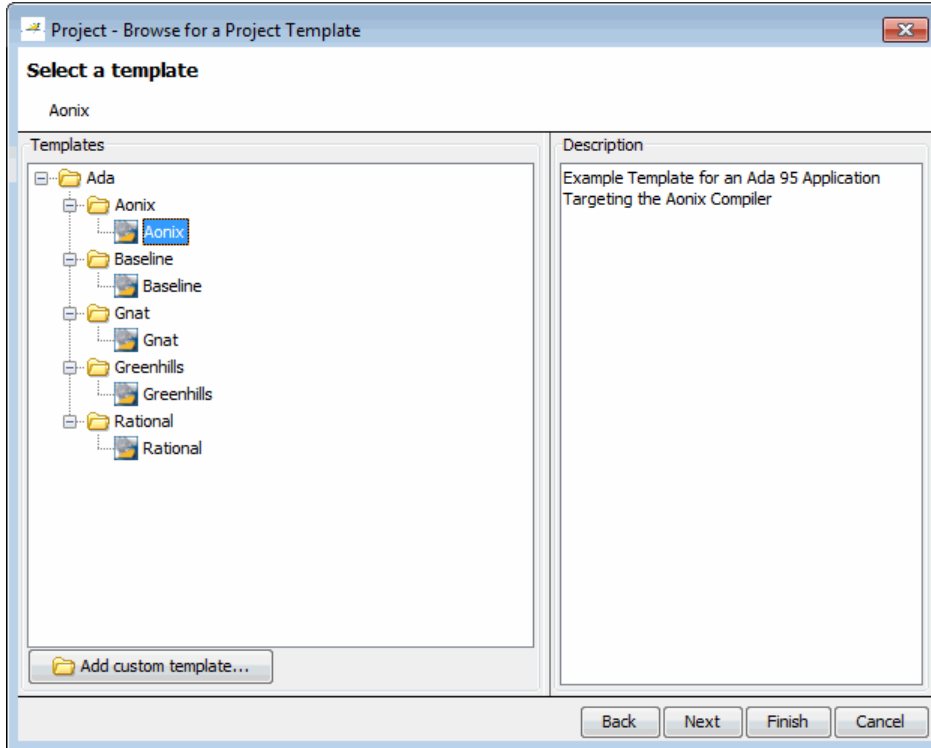 Project - Browse for a Project Template
Select a template
Aonix
Templates
Ada
Aonix
Aonix
Baseline
Baseline
Gnat
Gnat
Greenhills
Greenhills
Rational
Rational
Add custom template...
Description
Example Template for an Ada 95 Application
Targeting the Aonix Compiler
Back Next Finish Cancel